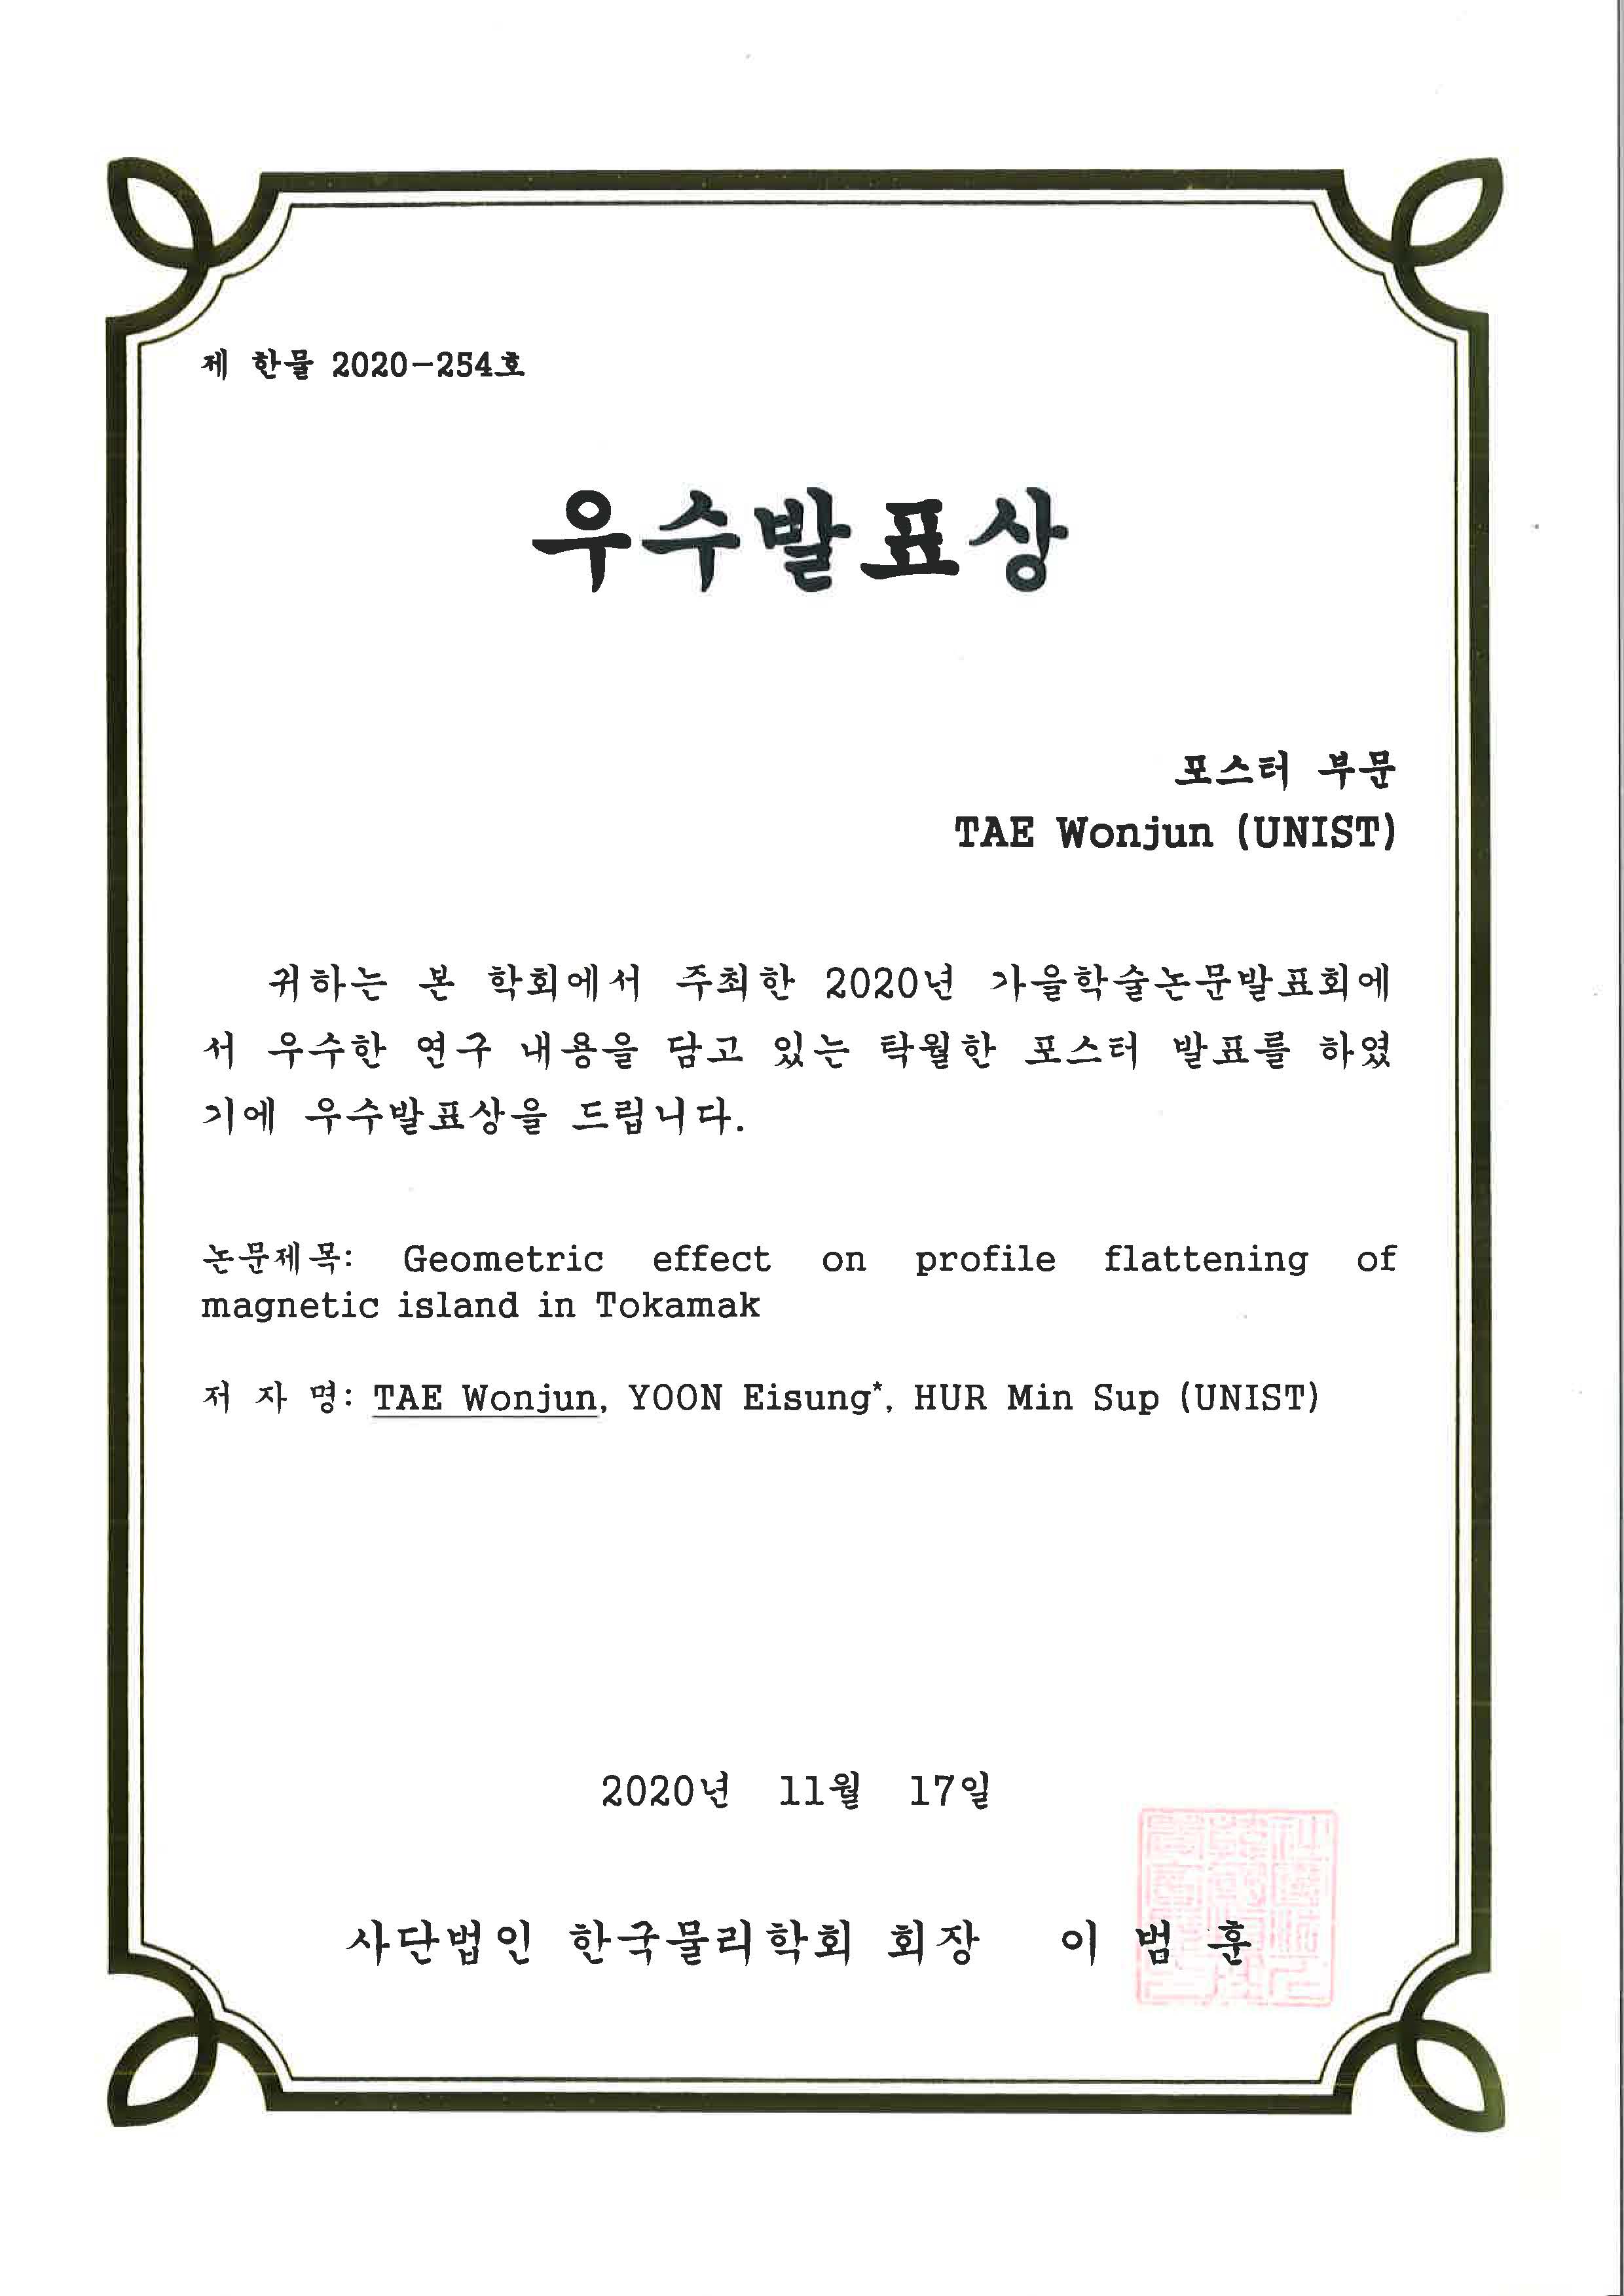 제 한물 2020-254호
우수발표상
포스터 부문
TAE Wonjun (UNIST)
귀하는 본 학회에서 주최한 2020년 가을학술논문발표회에
서 우수한 연구 내용을 담고 있는 탁월한 포스터 발표를 하였
기에 우수발표상을 드립니다.
논문제목: Geometric effect on profile flattening of
magnetic island in Tokamak
저 자 명: TAE Wonjun, YOON Eisung*, HUR Min Sup (UNIST)
2020년 11월 17일
사단법인 한국물리학회 회장 이 범 훈